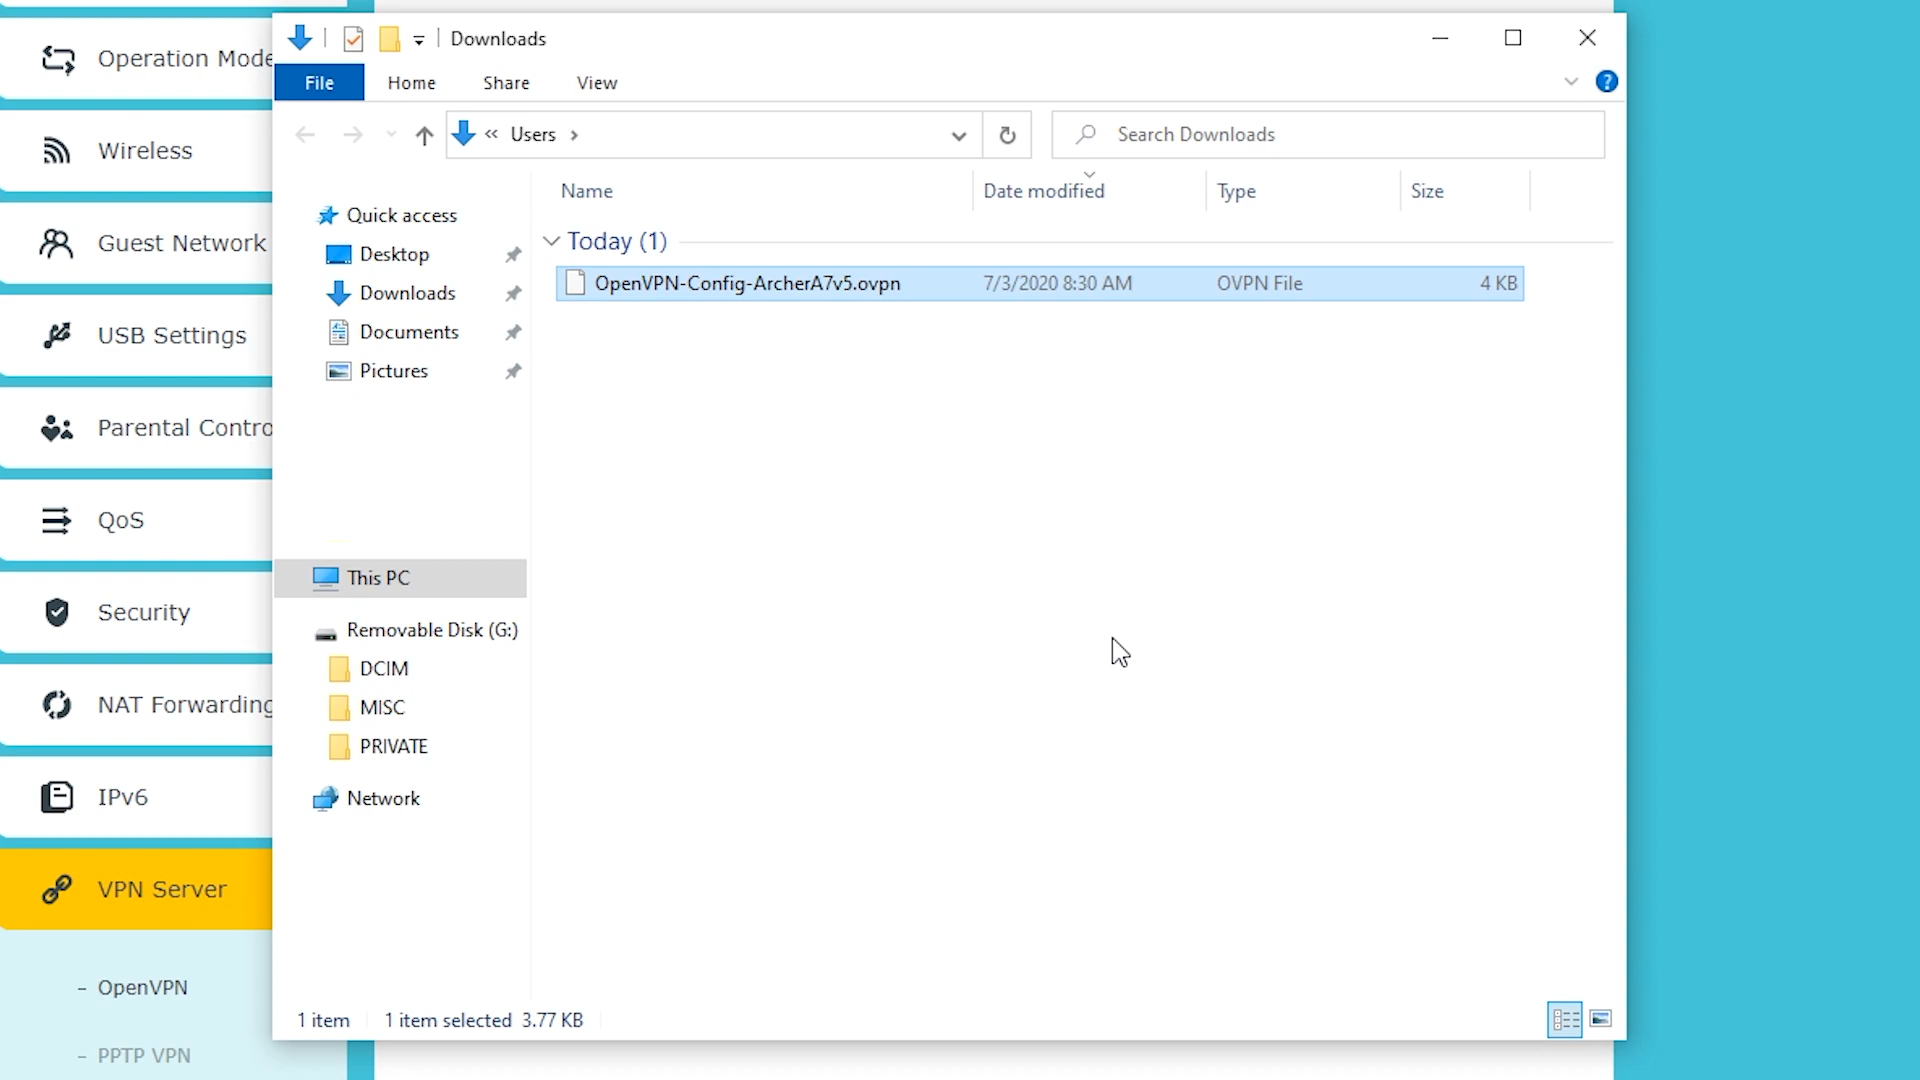 Operation Mode
Wireless
Guest Network
USB Settings
Parental Contro
QoS
Security
NAT Forwarding
IPv6
VPN Server
- OpenVPN
- PPTP VPN
Downloads
File Home Share View
?
« Users >
Search Downloads
Quick access
Desktop
Downloads
Documents
Pictures
This PC
Removable Disk (G:)
DCIM
MISC
PRIVATE
Network
Name Date modified Type Size
Today (1)
OpenVPN-Config-ArcherA7v5.ovpn 7/3/2020 8:30 AM OVPN File 4 KB
1 item 1 item selected 3.77 KB